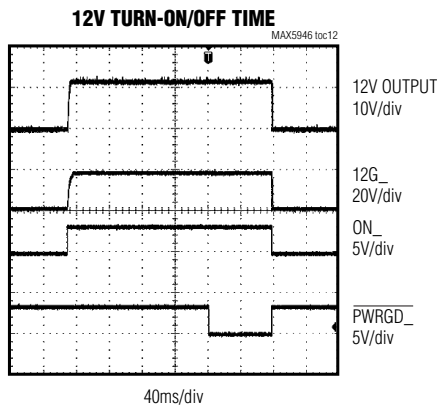 12V TURN-ON/OFF TIME
MAX5946 toc12
T
12V OUTPUT
10V/div
12G_
20V/div
ON_
5V/div
PWRGD_
5V/div
40ms/div